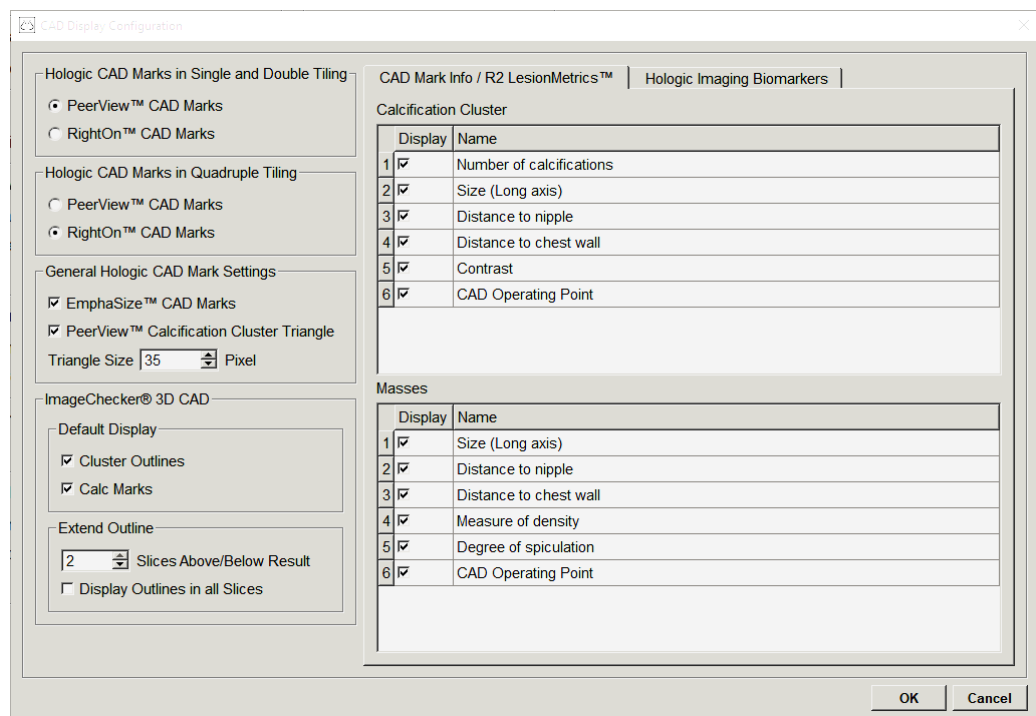 CAD Display Configuration
Hologic CAD Marks in Single and Double Tiling
PeerView™ CAD Marks
RightOn™ CAD Marks
Hologic CAD Marks in Quadruple Tiling
PeerView™ CAD Marks
RightOn™ CAD Marks
General Hologic CAD Mark Settings
EmphaSize™ CAD Marks
PeerView™ Calcification Cluster Triangle
Triangle Size 35 Pixel
ImageChecker® 3D CAD
Default Display
Cluster Outlines
Calc Marks
Extend Outline
2 Slices Above/Below Result
Display Outlines in all Slices
CAD Mark Info / R2 LesionMetrics™ Hologic Imaging Biomarkers
Calcification Cluster
Display Name
1 Number of calcifications
2 Size (Long axis)
3 Distance to nipple
4 Distance to chest wall
5 Contrast
6 CAD Operating Point
Masses
Display Name
1 Size (Long axis)
2 Distance to nipple
3 Distance to chest wall
4 Measure of density
5 Degree of spiculation
6 CAD Operating Point
OK Cancel